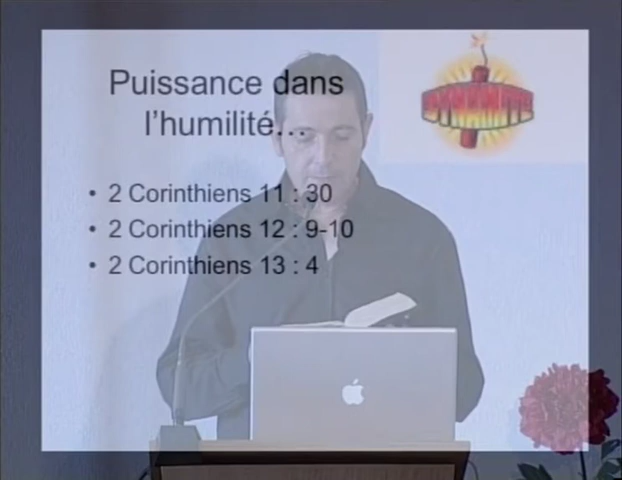 Puissance dans
l'humilité...
• 2 Corinthiens 11 : 30
• 2 Corinthiens 12 : 9-10
• 2 Corinthiens 13 : 4